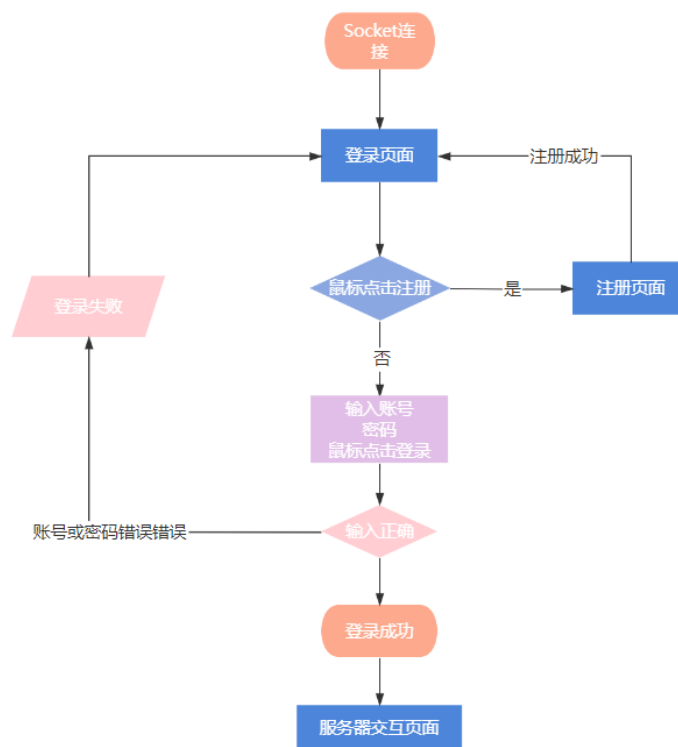 Socket连
接
登录页面
注册成功
登录失败
鼠标点击注册
是
注册页面
否
输入账号
密码
鼠标点击登录
账号或密码错误错误
输入正确
登录成功
服务器交互页面